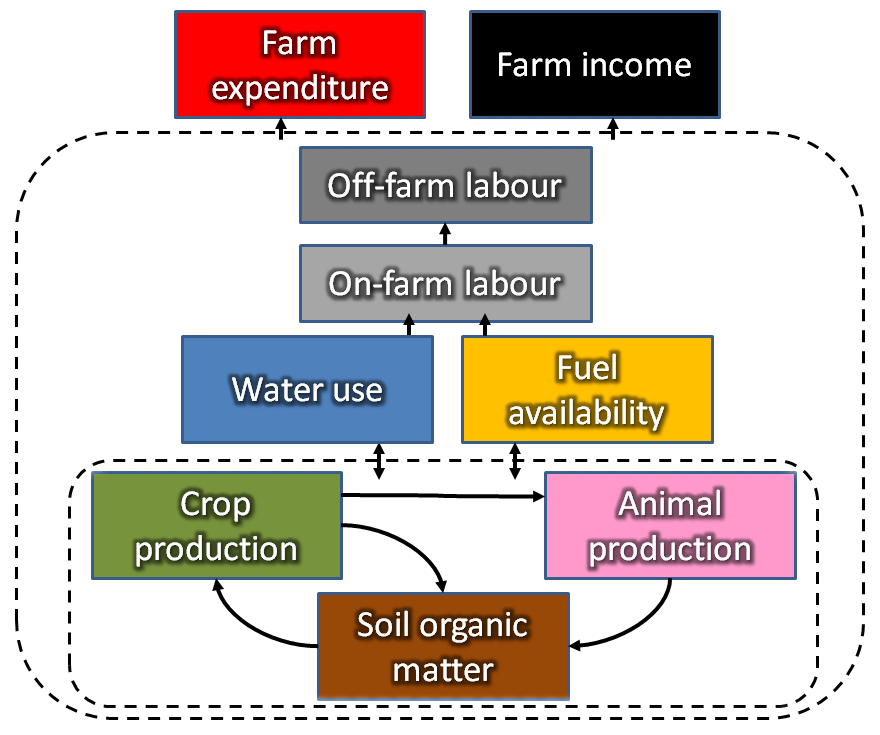 Farm
expenditure
Farm income
Off-farm labour
On-farm labour
Water use
Fuel
availability
Crop
production
Animal
production
Soil organic
matter